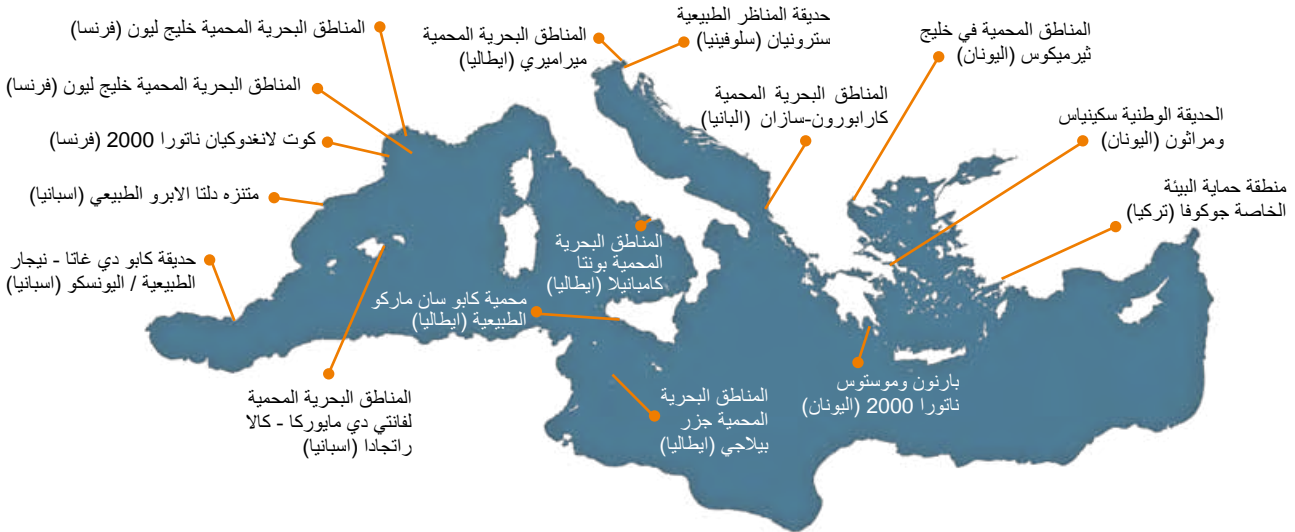 المناطق البحرية المحمية خليج ليون (فرنسا)
المناطق البحرية المحمية خليج ليون (فرنسا)
كوت لانغدوكيان ناتورا 2000 (فرنسا)
متنزه دلتا الابرو الطبيعي (اسبانيا)
حديقة كابو دي غاتا - نيجار
الطبيعية / اليونسكو (اسبانيا)
المناطق البحرية المحمية
لفانتي دي مايوركا - كالا
راتجادا (اسبانيا)
المناطق البحرية المحمية
ميراميري (ايطاليا)
حديقة المناظر الطبيعية
سترونيان (سلوفينيا)
المناطق البحرية المحمية
كارابورون-سازان (البانيا)
المناطق المحمية في خليج
ثيرميكوس (اليونان)
الحديقة الوطنية سكينياس
ومراثون (اليونان)
منطقة حماية البيئة
الخاصة جوكوفا (تركيا)
المناطق البحرية
المحمية بونتا
كامبانيلا (ايطاليا)
محمية كابو سان ماركو
الطبيعية (ايطاليا)
المناطق البحرية
المحمية جزر
بيلاجي (ايطاليا)
بارنون وموستوس
ناتورا 2000 (اليونان)